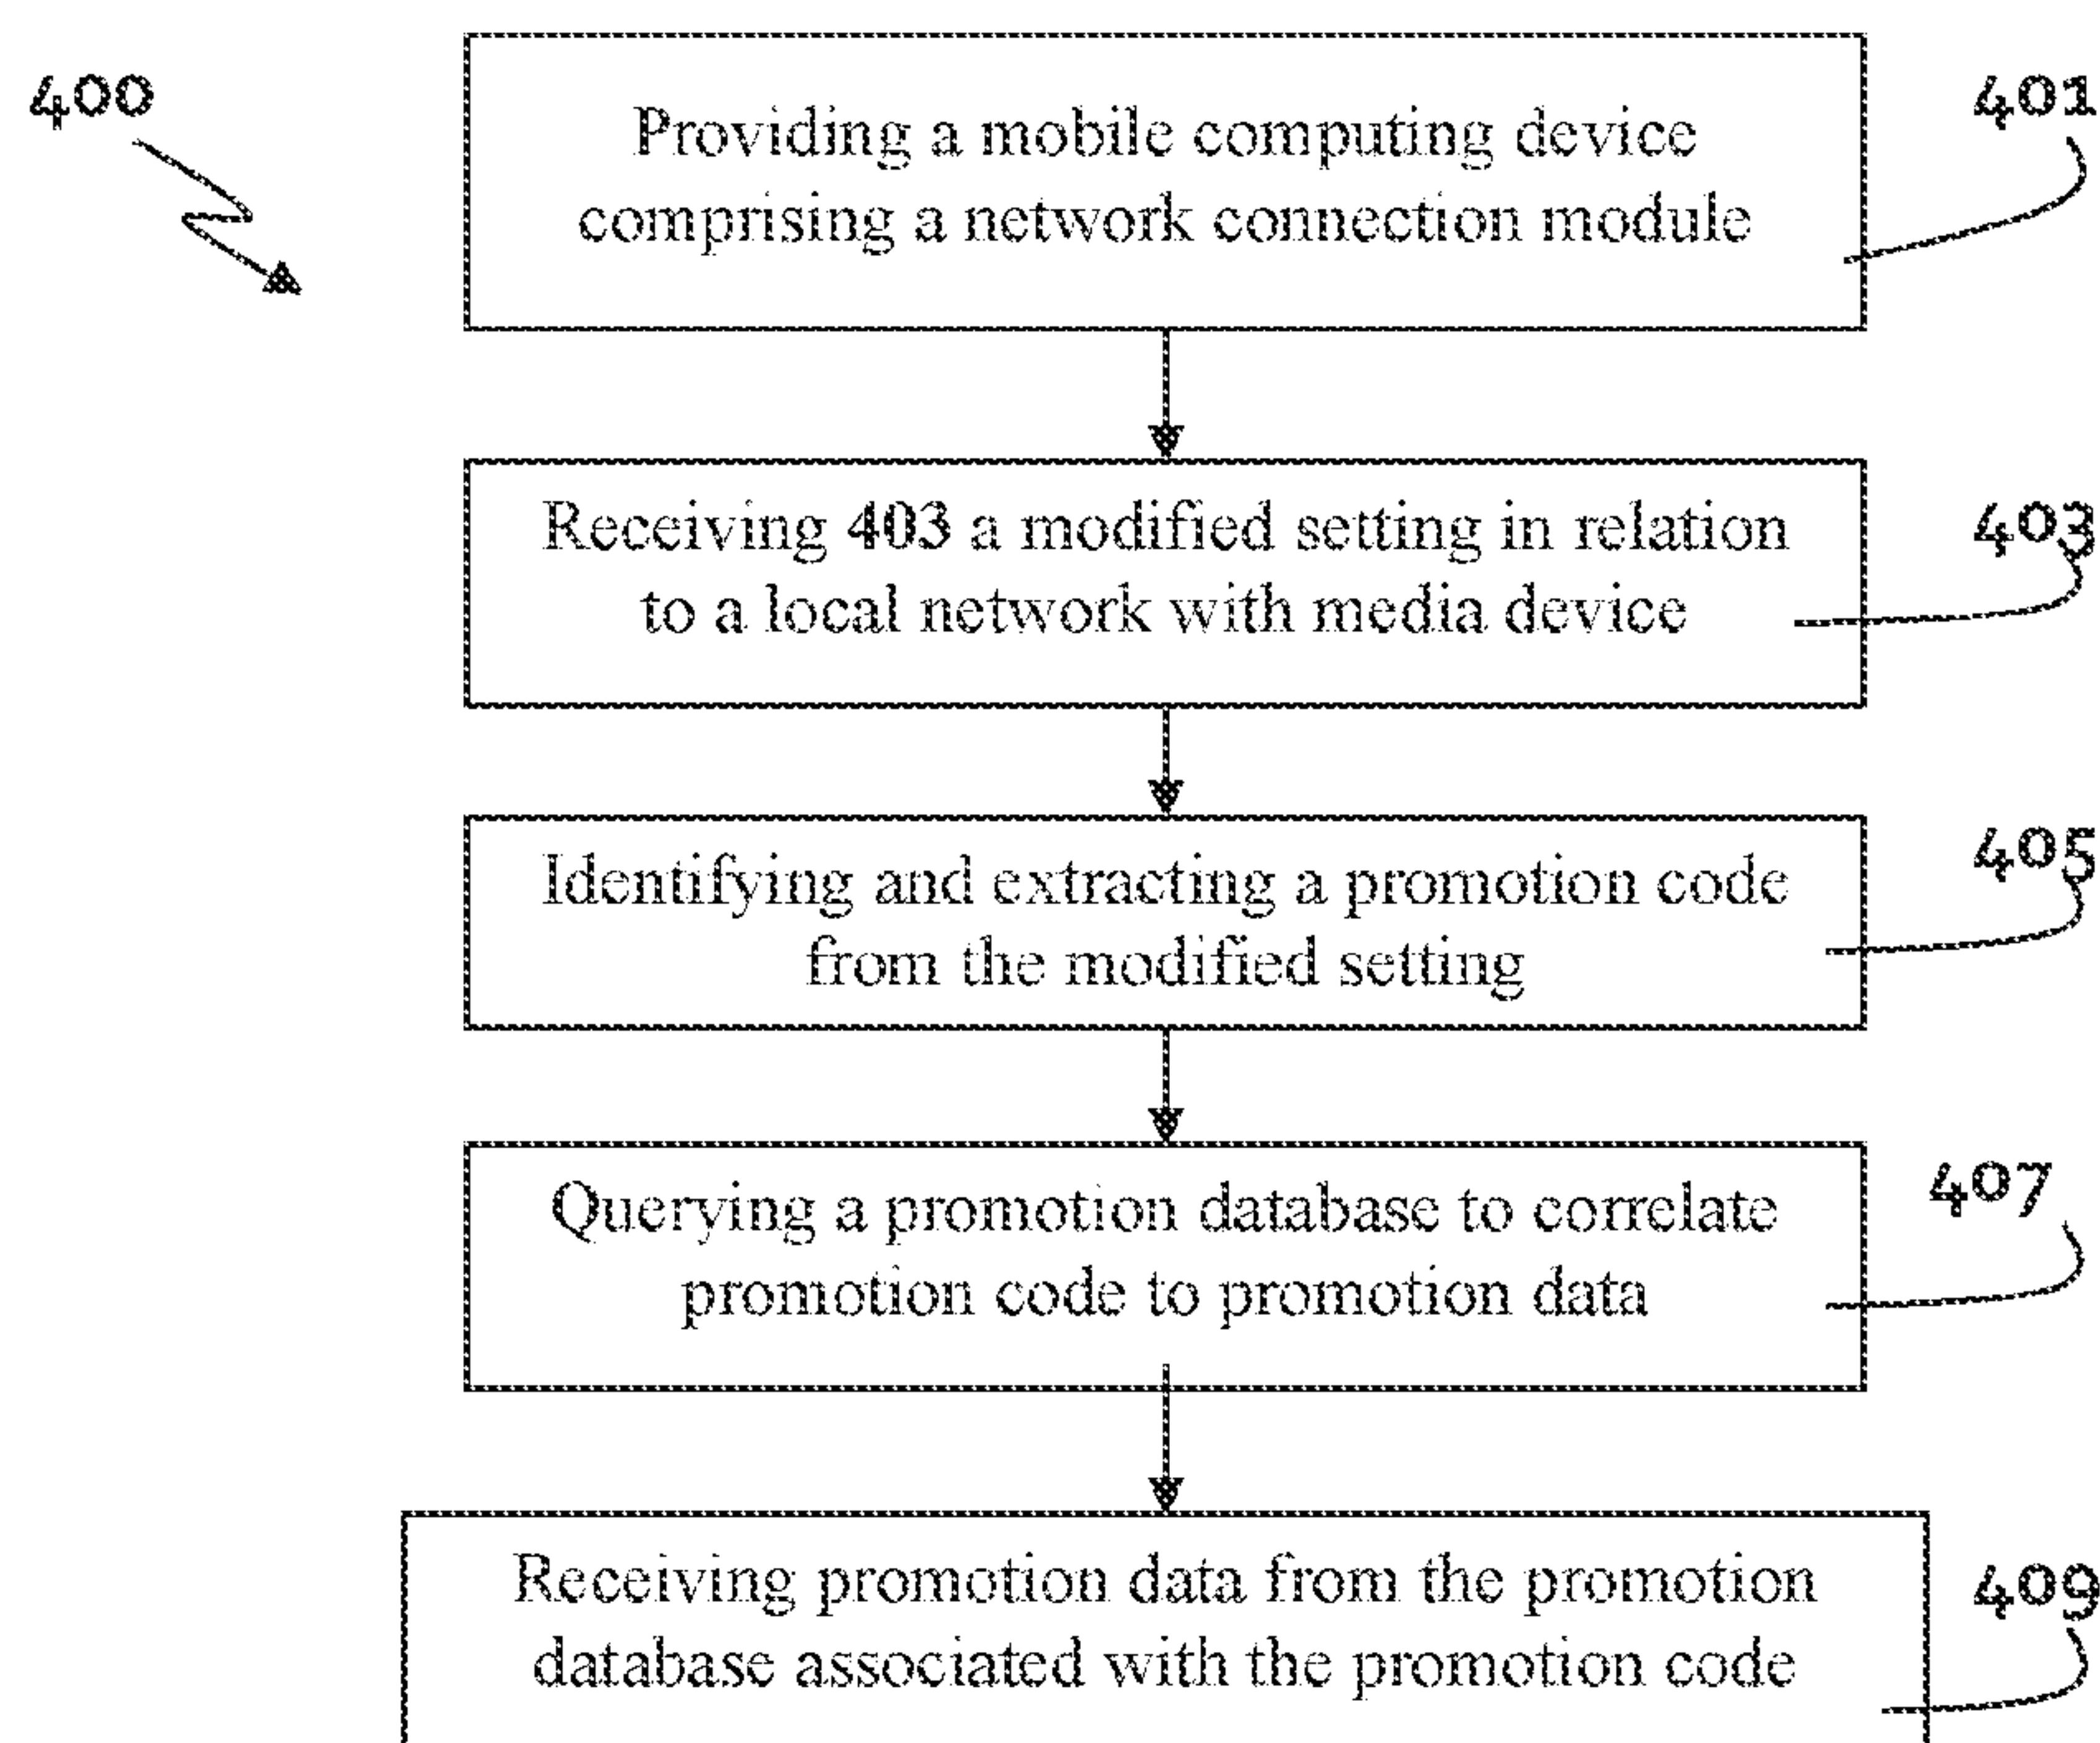 400
401
Providing a mobile computing device
comprising a network connection module
403
Receiving 403 a modified setting in relation
to a local network with media device
405
Identifying and extracting a promotion code
from the modified setting
407
Querying a promotion database to correlate
promotion code to promotion data
409
Receiving promotion data from the promotion
database associated with the promotion code